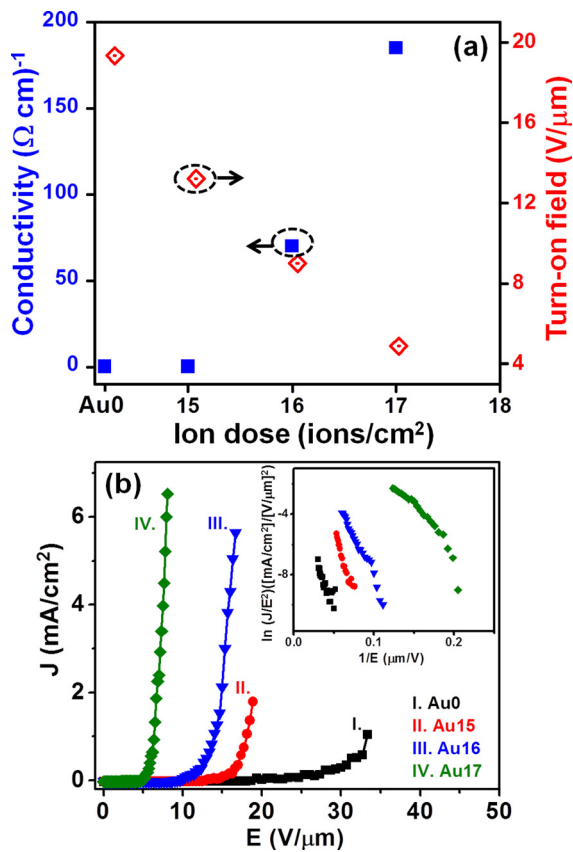 (a)
Conductivity (Ω cm)⁻¹
200
150
100
50
0
Turn-on field (V/μm)
20
16
12
8
4
Au0 15 16 17 18
Ion dose (ions/cm²)
(b)
J (mA/cm²)
6
4
2
0
IV.
III.
II.
I.
ln (J/E²)([mA/cm²]/[V/μm]²)
-4
-8
0.0 0.1 0.2
1/E (μm/V)
I. Au0
II. Au15
III. Au16
IV. Au17
0 10 20 30 40 50
E (V/μm)